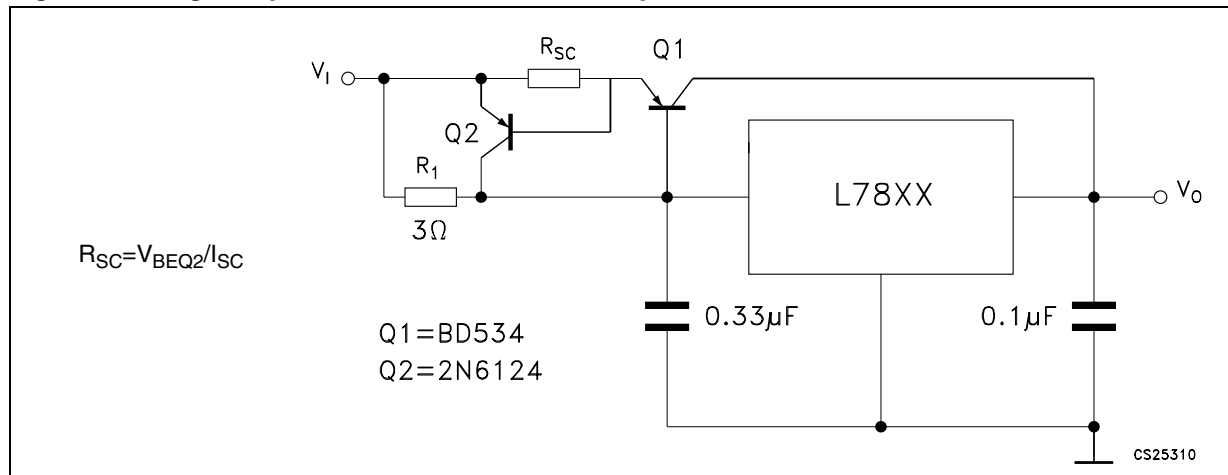 R_SC
Q1
V_I
Q2
R_1
3Ω
L78XX
V_O
R_SC=V_BEQ2/I_SC
0.33μF
0.1μF
Q1=BD534
Q2=2N6124
CS25310